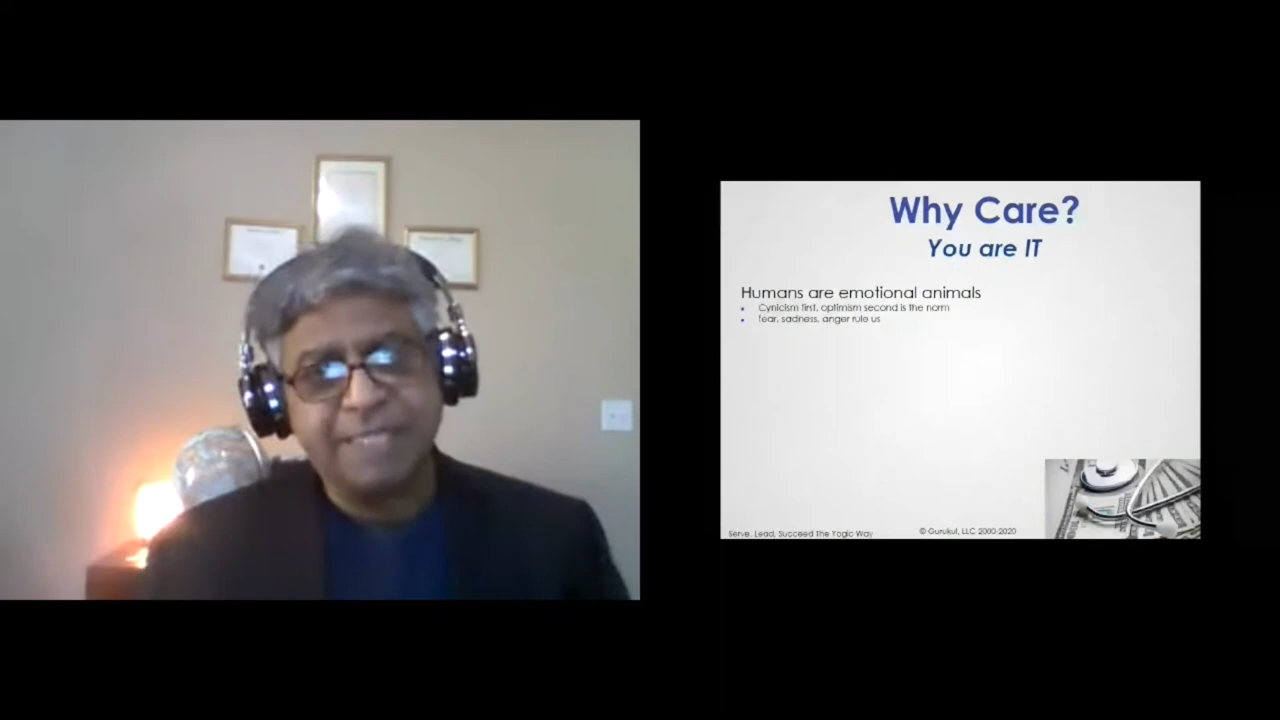 Why Care?
You are IT
Humans are emotional animals
Cynicism first, optimism second is the norm
fear, sadness, anger rule us
Serve, Lead, Succeed The Yogic Way
© Gurukul, LLC 2000-2020